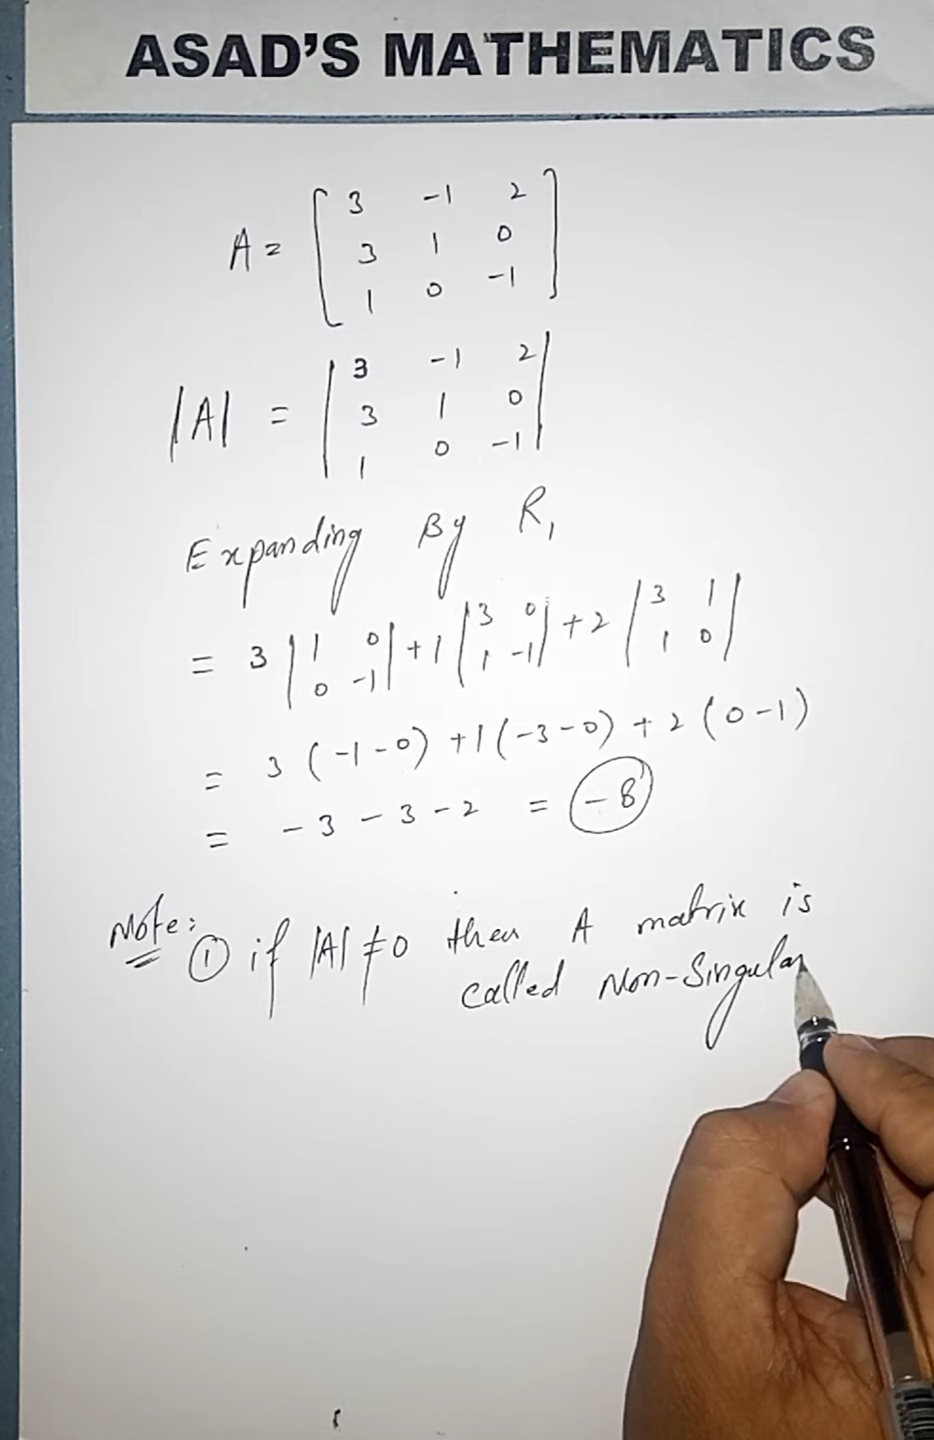 ASAD'S MATHEMATICS
A = [ 3 -1 2
3 1 0
1 0 -1 ]
|A| = | 3 -1 2
3 1 0
1 0 -1 |
Expanding By R₁
= 3 | 1 0 | + 1 | 3 0 | + 2 | 3 1 |
| 0 -1 | | 1 -1 | | 1 0 |
= 3 (-1-0) + 1 (-3-0) + 2 (0-1)
= -3 -3 -2 = -8
Note: ① if |A| ≠ 0 then A matrix is
called Non-Singular